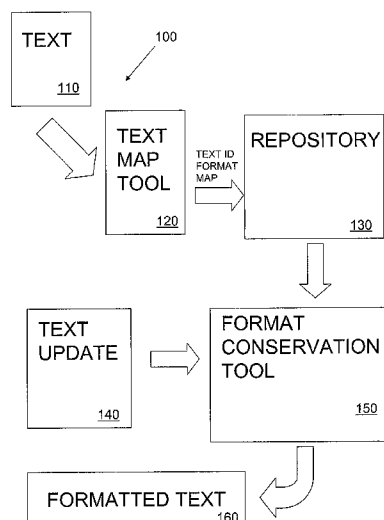 TEXT
110
100
TEXT
MAP
TOOL
120
TEXT ID
FORMAT
MAP
REPOSITORY
130
TEXT
UPDATE
140
FORMAT
CONSERVATION
TOOL
150
FORMATTED TEXT
160